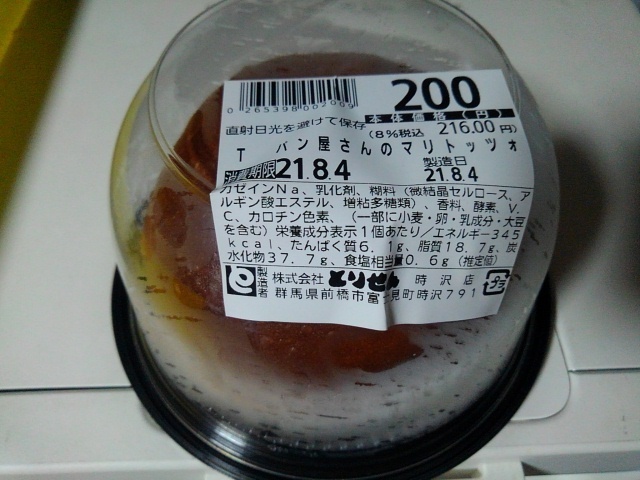 200
0 265398 002009
本体価格(円)
直射日光を避けて保存 (8%税込 216.00 円)
T パン屋さんのマリトッツォ
消費期限 21.8.4 製造日 21.8.4
カゼインNa、乳化剤、糊料(微結晶セルロース、ア
ルギン酸エステル、増粘多糖類)、香料、酵素、V.
C、カロチン色素、(一部に小麦・卵・乳成分・大豆
を含む)栄養成分表示1個あたり/エネルギー345
kcal、たんぱく質6.1g、脂質18.7g、炭
水化物37.7g、食塩相当量0.6g(推定値)
製造者 株式会社 とりせん 時沢店
群馬県前橋市富士見町時沢791
プラ